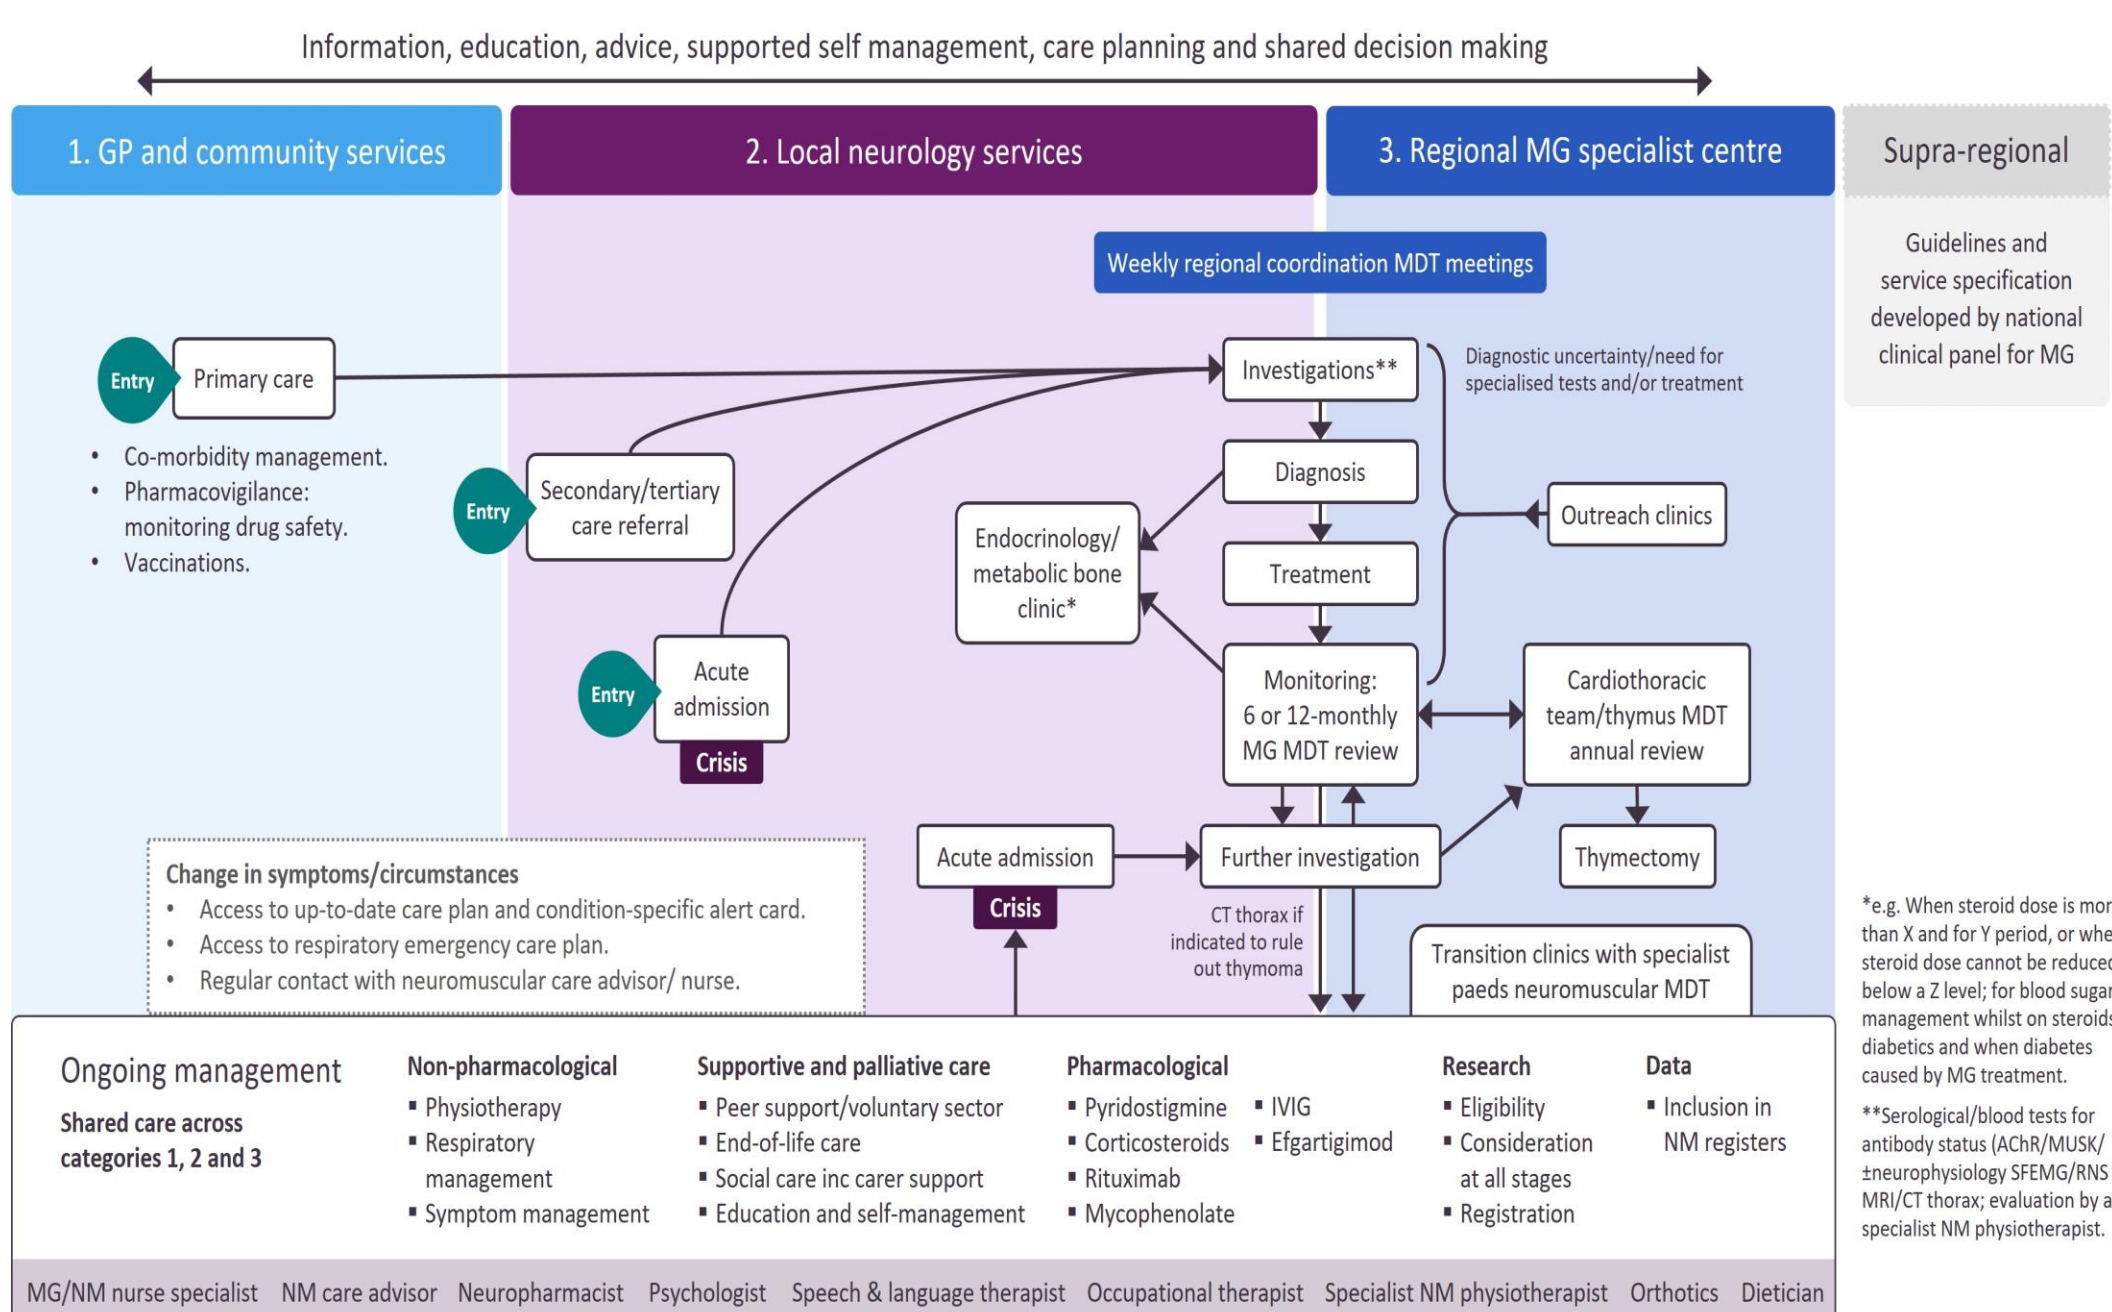 Information, education, advice, supported self management, care planning and shared decision making
1. GP and community services
2. Local neurology services
3. Regional MG specialist centre
Supra-regional
Guidelines and
service specification
developed by national
clinical panel for MG
Weekly regional coordination MDT meetings
Entry
Primary care
• Co-morbidity management.
• Pharmacovigilance:
monitoring drug safety.
• Vaccinations.
Entry
Secondary/tertiary
care referral
Entry
Acute
admission
Crisis
Investigations**
Diagnostic uncertainty/need for
specialised tests and/or treatment
Diagnosis
Endocrinology/
metabolic bone
clinic*
Outreach clinics
Treatment
Monitoring:
6 or 12-monthly
MG MDT review
Cardiothoracic
team/thymus MDT
annual review
Acute admission
Crisis
Further investigation
Thymectomy
CT thorax if
indicated to rule
out thymoma
Transition clinics with specialist
paeds neuromuscular MDT
Change in symptoms/circumstances
• Access to up-to-date care plan and condition-specific alert card.
• Access to respiratory emergency care plan.
• Regular contact with neuromuscular care advisor/ nurse.
Ongoing management
Shared care across
categories 1, 2 and 3
Non-pharmacological
▪ Physiotherapy
▪ Respiratory
management
▪ Symptom management
Supportive and palliative care
▪ Peer support/voluntary sector
▪ End-of-life care
▪ Social care inc carer support
▪ Education and self-management
Pharmacological
▪ Pyridostigmine
▪ Corticosteroids
▪ Rituximab
▪ Mycophenolate
▪ IVIG
▪ Efgartigimod
Research
▪ Eligibility
▪ Consideration
at all stages
▪ Registration
Data
▪ Inclusion in
NM registers
MG/NM nurse specialist NM care advisor Neuropharmacist Psychologist Speech & language therapist Occupational therapist Specialist NM physiotherapist Orthotics Dietician
*e.g. When steroid dose is
than X and for Y period, or
steroid dose cannot be
below a Z level; for blood sugar
management whilst on
diabetics and when diabetes
caused by MG treatment.
**Serological/blood tests for
antibody status (AChR/MUSK/
±neurophysiology SFEMG/RNS
MRI/CT thorax; evaluation by
specialist NM physiotherapist.